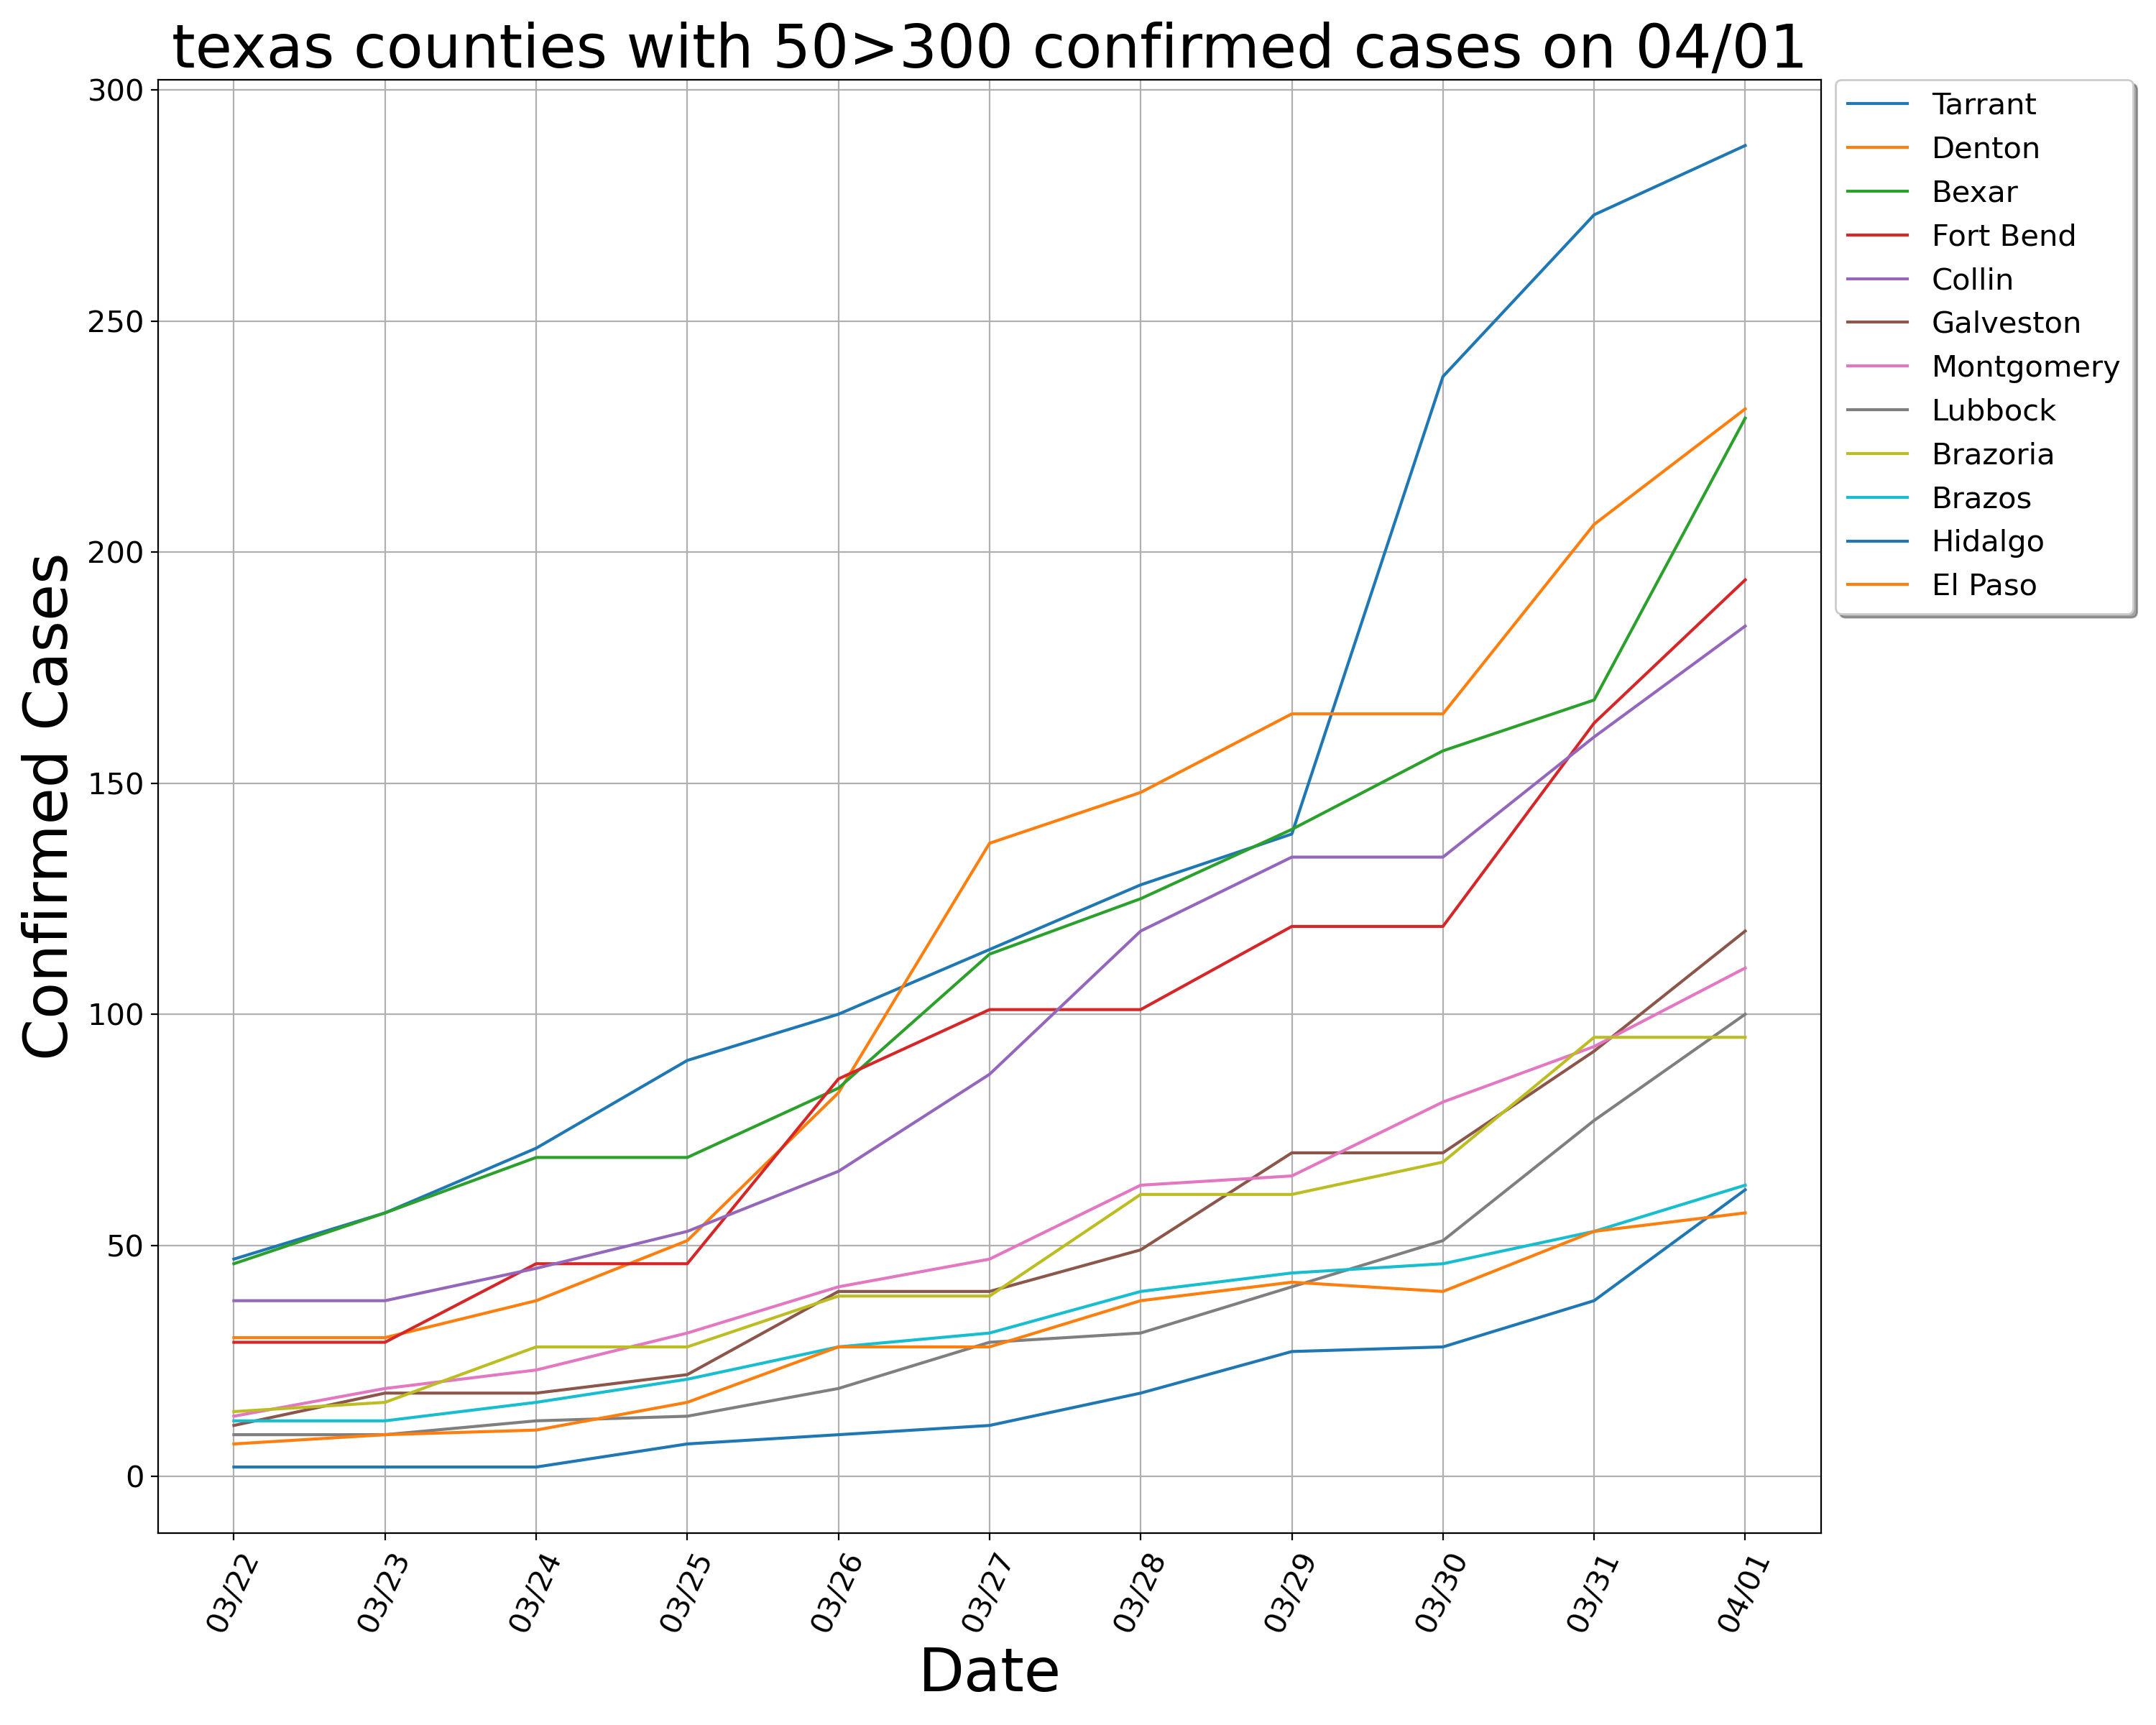 texas counties with 50>300 confirmed cases on 04/01
300
250
200
150
100
50
0
Confirmed Cases
03/22
03/23
03/24
03/25
03/26
03/27
03/28
03/29
03/30
03/31
04/01
Date
Tarrant
Denton
Bexar
Fort Bend
Collin
Galveston
Montgomery
Lubbock
Brazoria
Brazos
Hidalgo
El Paso